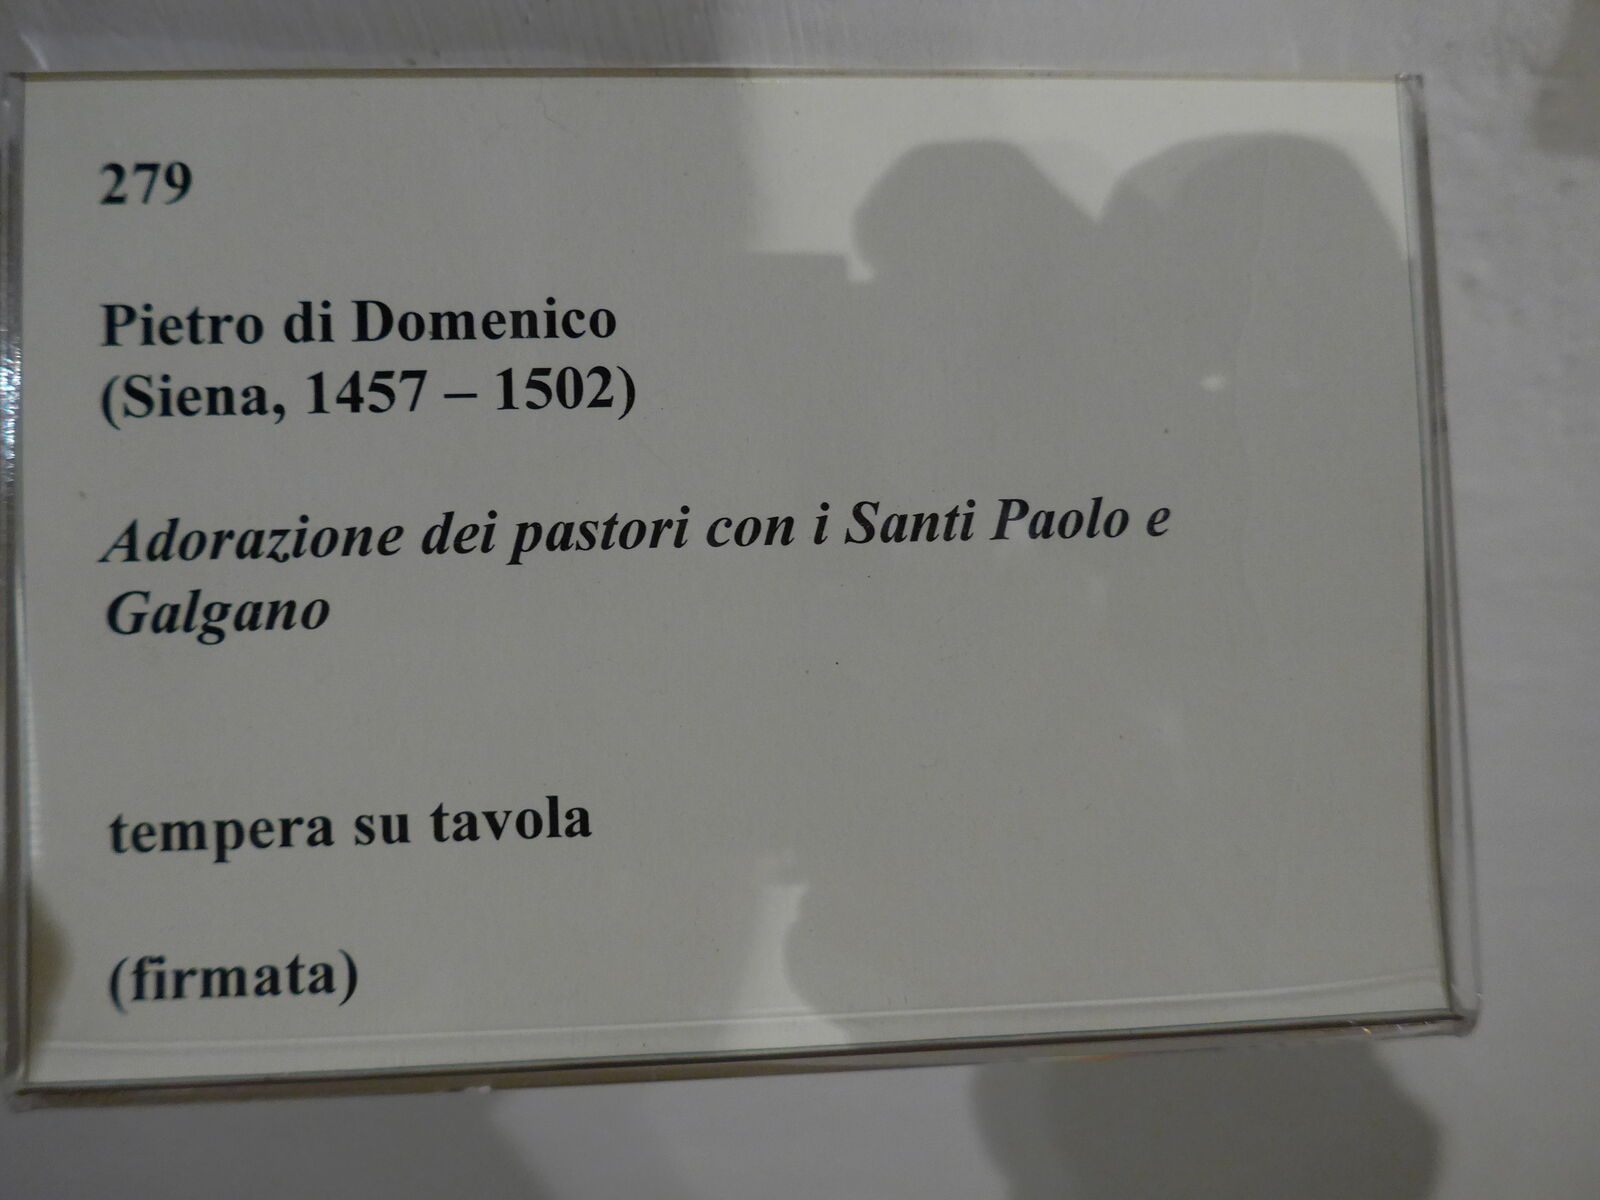 279
Pietro di Domenico
(Siena, 1457 – 1502)
Adorazione dei pastori con i Santi Paolo e
Galgano
tempera su tavola
(firmata)